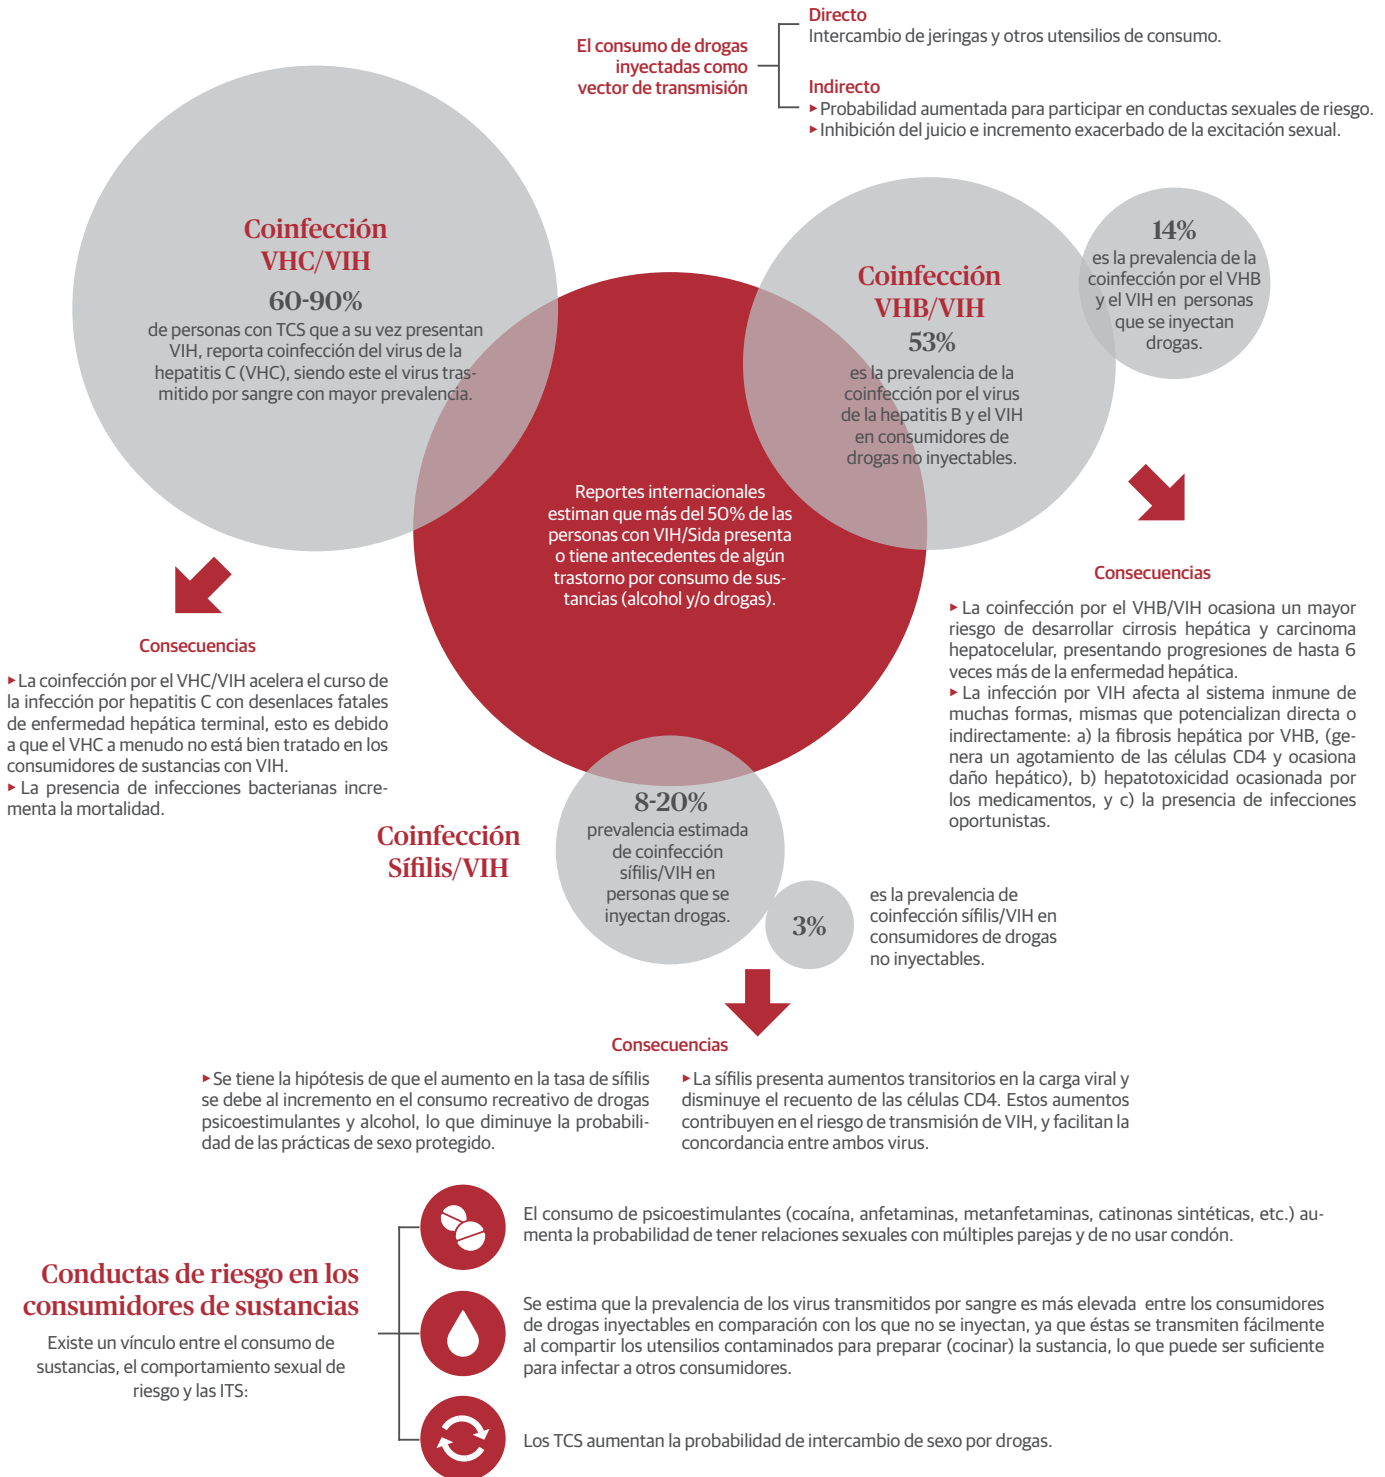 El consumo de drogas
inyectadas como
vector de transmisión
Directo
Intercambio de jeringas y otros utensilios de consumo.
Indirecto
▸Probabilidad aumentada para participar en conductas sexuales de riesgo.
▸Inhibición del juicio e incremento exacerbado de la excitación sexual.
Coinfección
VHC/VIH
60-90%
de personas con TCS que a su vez presentan
VIH, reporta coinfección del virus de la
hepatitis C (VHC), siendo este el virus tras-
mitido por sangre con mayor prevalencia.
Coinfección
VHB/VIH
53%
es la prevalencia de la
coinfección por el virus
de la hepatitis B y el VIH
en consumidores de
drogas no inyectables.
14%
es la prevalencia de la
coinfección por el VHB
y el VIH en personas
que se inyectan
drogas.
Reportes internacionales
estiman que más del 50% de las
personas con VIH/Sida presenta
o tiene antecedentes de algún
trastorno por consumo de sus-
tancias (alcohol y/o drogas).
Consecuencias
▸La coinfección por el VHC/VIH acelera el curso de
la infección por hepatitis C con desenlaces fatales
de enfermedad hepática terminal, esto es debido
a que el VHC a menudo no está bien tratado en los
consumidores de sustancias con VIH.
▸ La presencia de infecciones bacterianas incre-
menta la mortalidad.
Consecuencias
▸ La coinfección por el VHB/VIH ocasiona un mayor
riesgo de desarrollar cirrosis hepática y carcinoma
hepatocelular, presentando progresiones de hasta 6
veces más de la enfermedad hepática.
▸ La infección por VIH afecta al sistema inmune de
muchas formas, mismas que potencializan directa o
indirectamente: a) la fibrosis hepática por VHB, (ge-
nera un agotamiento de las células CD4 y ocasiona
daño hepático), b) hepatotoxicidad ocasionada por
los medicamentos, y c) la presencia de infecciones
oportunistas.
Coinfección
Sífilis/VIH
8-20%
prevalencia estimada
de coinfección
sífilis/VIH en
personas que se
inyectan drogas.
3%
es la prevalencia de
coinfección sífilis/VIH en
consumidores de drogas
no inyectables.
Consecuencias
▸Se tiene la hipótesis de que el aumento en la tasa de sífilis
se debe al incremento en el consumo recreativo de drogas
psicoestimulantes y alcohol, lo que diminuye la probabili-
dad de las prácticas de sexo protegido.
▸La sífilis presenta aumentos transitorios en la carga viral y
disminuye el recuento de las células CD4. Estos aumentos
contribuyen en el riesgo de transmisión de VIH, y facilitan la
concordancia entre ambos virus.
Conductas de riesgo en los
consumidores de sustancias
Existe un vínculo entre el consumo de
sustancias, el comportamiento sexual de
riesgo y las ITS:
El consumo de psicoestimulantes (cocaína, anfetaminas, metanfetaminas, catinonas sintéticas, etc.) au-
menta la probabilidad de tener relaciones sexuales con múltiples parejas y de no usar condón.
Se estima que la prevalencia de los virus transmitidos por sangre es más elevada entre los consumidores
de drogas inyectables en comparación con los que no se inyectan, ya que éstas se transmiten fácilmente
al compartir los utensilios contaminados para preparar (cocinar) la sustancia, lo que puede ser suficiente
para infectar a otros consumidores.
Los TCS aumentan la probabilidad de intercambio de sexo por drogas.